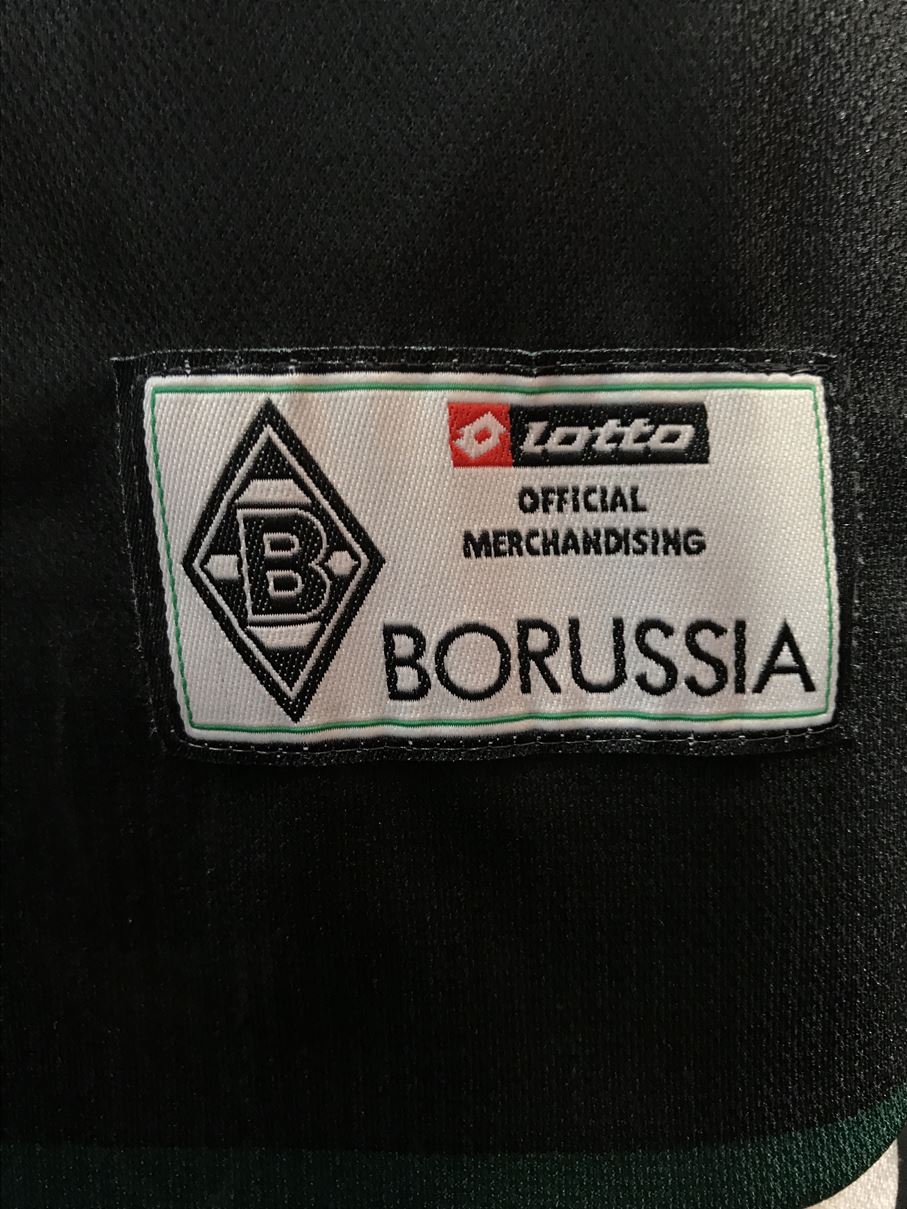 lotto
OFFICIAL
MERCHANDISING
B
BORUSSIA